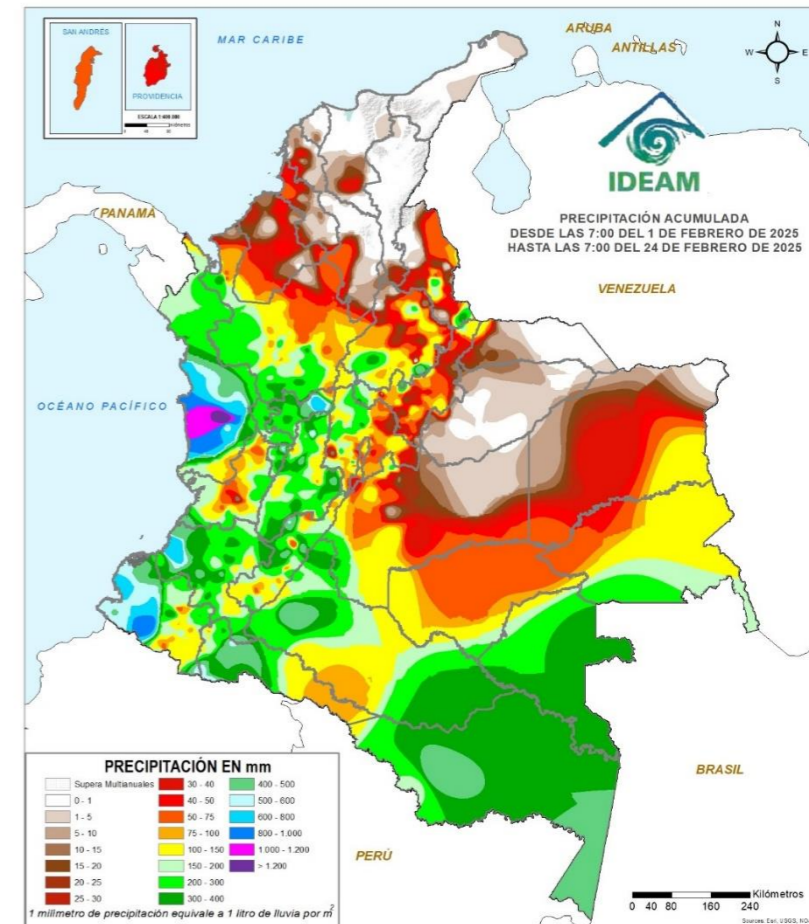 SAN ANDRÉS
PROVIDENCIA
ESCALA 1:400.000
MAR CARIBE
ARUBA
ANTILLAS
N
W
E
S
IDEAM
PRECIPITACIÓN ACUMULADA
DESDE LAS 7:00 DEL 1 DE FEBRERO DE 2025
HASTA LAS 7:00 DEL 24 DE FEBRERO DE 2025
PANAMÁ
VENEZUELA
OCÉANO PACÍFICO
BRASIL
PERÚ
PRECIPITACIÓN EN mm
Supera Multianuales
0 - 1
1 - 5
5 - 10
10 - 15
15 - 20
20 - 25
25 - 30
30 - 40
40 - 50
50 - 75
75 - 100
100 - 150
150 - 200
200 - 300
300 - 400
400 - 500
500 - 600
600 - 800
800 - 1.000
1.000 - 1.200
> 1.200
1 milímetro de precipitación equivale a 1 litro de lluvia por m²
Kilómetros
0 40 80 160 240
Sources: Esri, USGS,